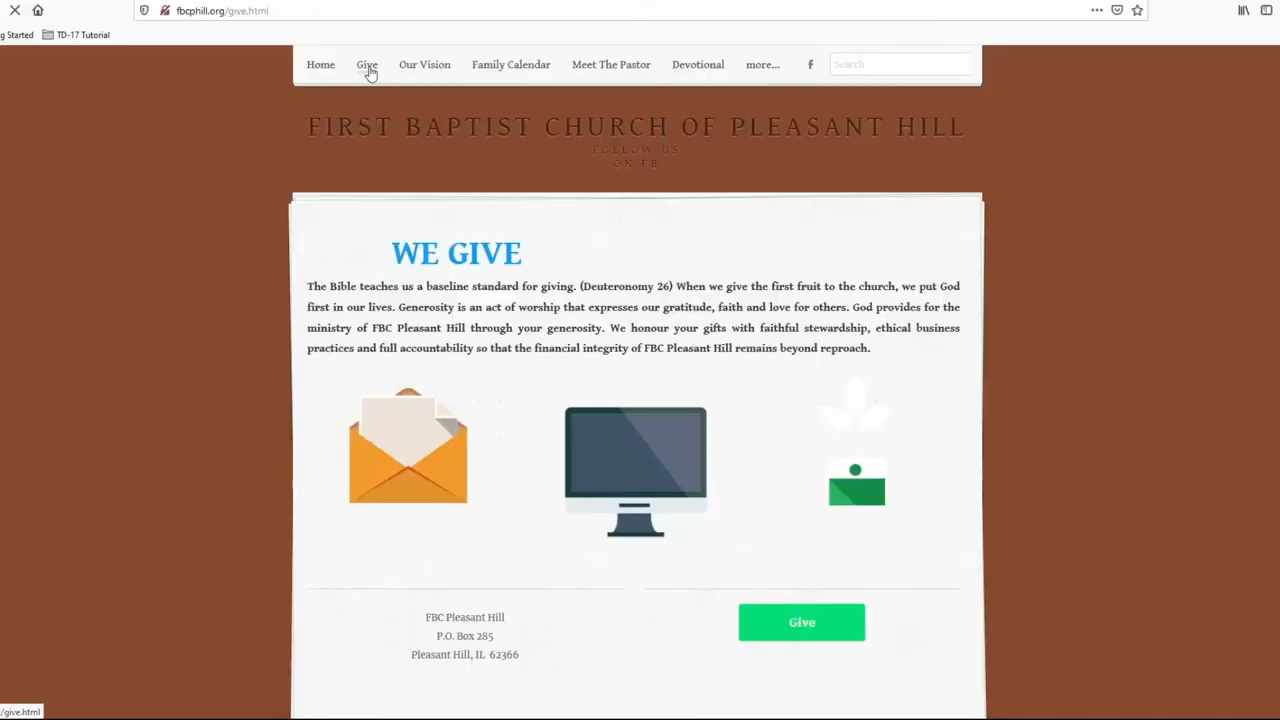 fbcphill.org/give.html
g Started TD-17 Tutorial
Home Give Our Vision Family Calendar Meet The Pastor Devotional more... f Search
FIRST BAPTIST CHURCH OF PLEASANT HILL
FOLLOW US
ON FB
WE GIVE
The Bible teaches us a baseline standard for giving. (Deuteronomy 26) When we give the first fruit to the church, we put God
first in our lives. Generosity is an act of worship that expresses our gratitude, faith and love for others. God provides for the
ministry of FBC Pleasant Hill through your generosity. We honour your gifts with faithful stewardship, ethical business
practices and full accountability so that the financial integrity of FBC Pleasant Hill remains beyond reproach.
FBC Pleasant Hill
P.O. Box 285
Pleasant Hill, IL 62366
Give
/give.html